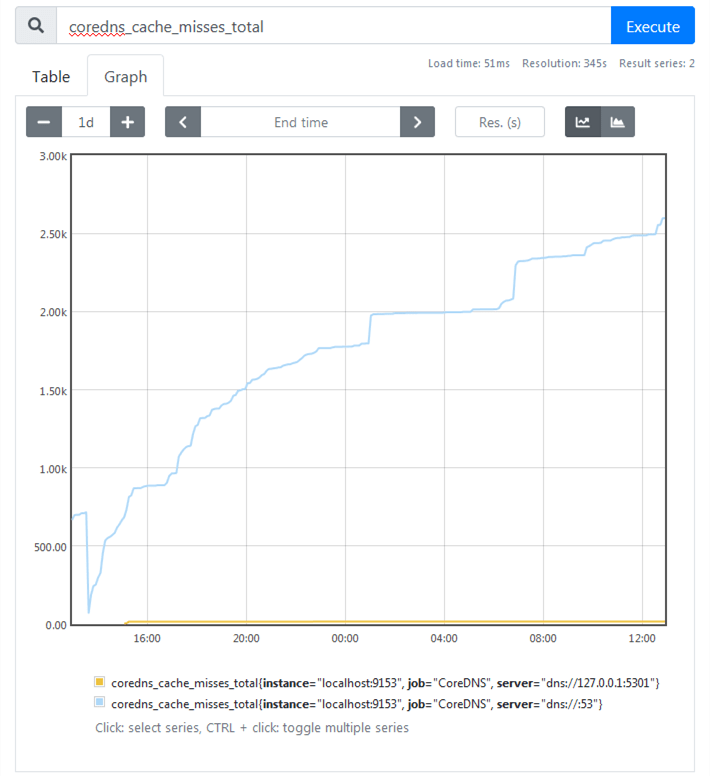 coredns_cache_misses_total
Execute
Load time: 51ms Resolution: 345s Result series: 2
Table Graph
1d End time Res. (s)
3.00k
2.50k
2.00k
1.50k
1.00k
500.00
0.00
16:00 20:00 00:00 04:00 08:00 12:00
coredns_cache_misses_total{instance="localhost:9153", job="CoreDNS", server="dns://127.0.0.1:5301"}
coredns_cache_misses_total{instance="localhost:9153", job="CoreDNS", server="dns://:53"}
Click: select series, CTRL + click: toggle multiple series